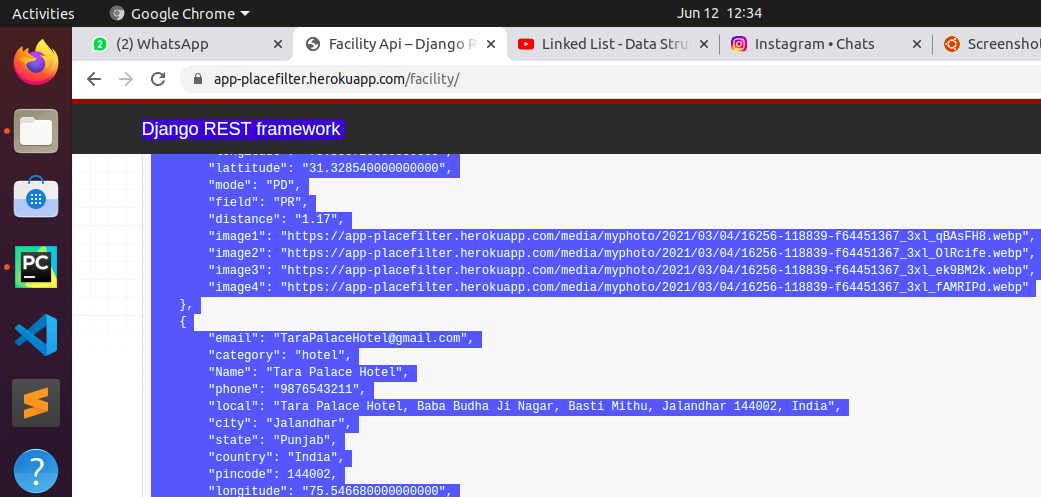 Activities
Google Chrome
Jun 12 12:34
2
(2) WhatsApp
Facility Api – Django R
Linked List - Data Stru
Instagram • Chats
Screenshot
app-placefilter.herokuapp.com/facility/
Django REST framework
"lattitude": "31.328540000000000",
"mode": "PD",
"field": "PR",
"distance": "1.17",
"image1": "https://app-placefilter.herokuapp.com/media/myphoto/2021/03/04/16256-118839-f64451367_3xl_qBAsFH8.webp",
"image2": "https://app-placefilter.herokuapp.com/media/myphoto/2021/03/04/16256-118839-f64451367_3xl_OlRcife.webp",
"image3": "https://app-placefilter.herokuapp.com/media/myphoto/2021/03/04/16256-118839-f64451367_3xl_ek9BM2k.webp",
"image4": "https://app-placefilter.herokuapp.com/media/myphoto/2021/03/04/16256-118839-f64451367_3xl_fAMRIPd.webp"
},
{
"email": "TaraPalaceHotel@gmail.com",
"category": "hotel",
"Name": "Tara Palace Hotel",
"phone": "9876543211",
"local": "Tara Palace Hotel, Baba Budha Ji Nagar, Basti Mithu, Jalandhar 144002, India",
"city": "Jalandhar",
"state": "Punjab",
"country": "India",
"pincode": 144002,
"longitude": "75.546680000000000",
PC
?